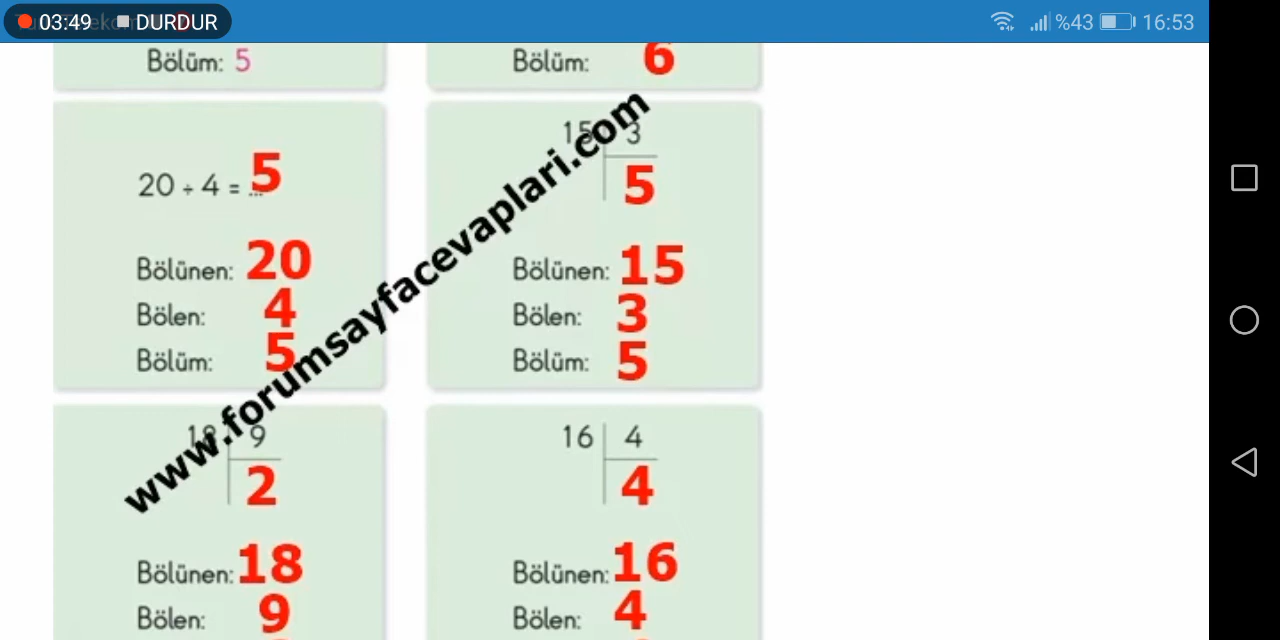 03:49 DURDUR %43 16:53
Bölüm: 5
Bölüm: 6
20 ÷ 4 = ...5
Bölünen: 20
Bölen: 4
Bölüm: 5
15 3
5
Bölünen: 15
Bölen: 3
Bölüm: 5
www.forumsayfacevaplari.com
18 9
2
Bölünen: 18
Bölen: 9
16 4
4
Bölünen: 16
Bölen: 4